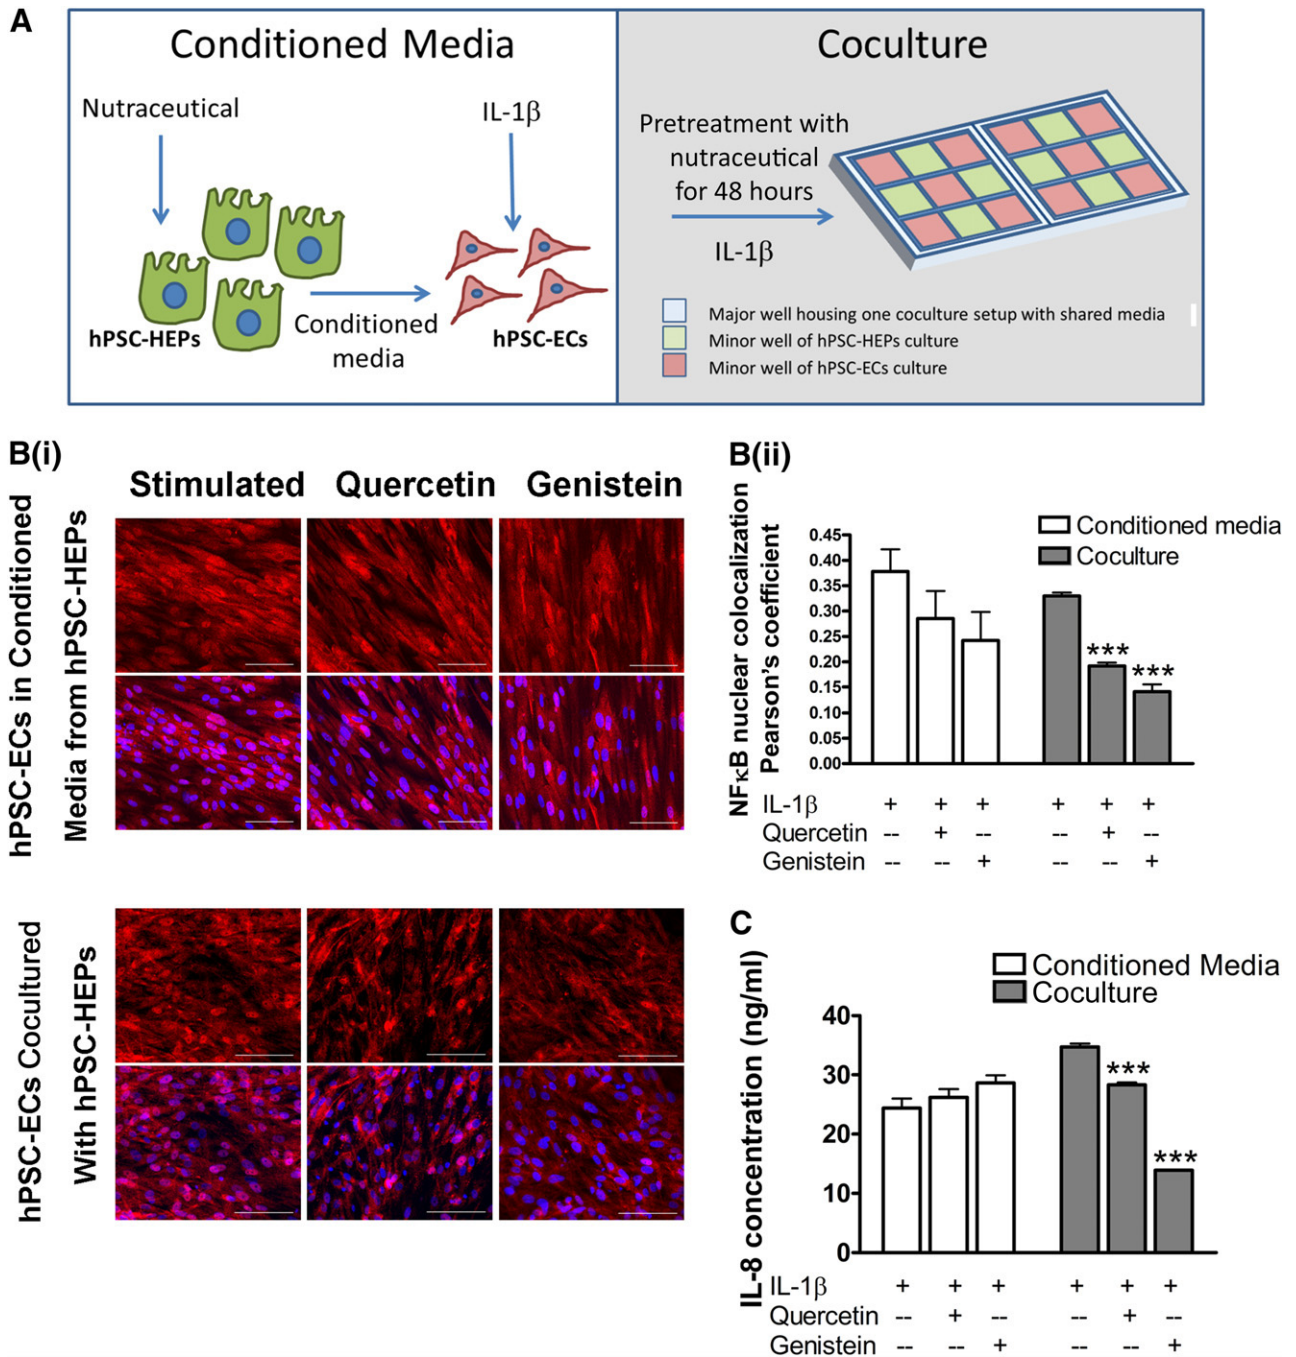 A
Conditioned Media
Nutraceutical
IL-1β
hPSC-HEPs
Conditioned
media
hPSC-ECs
Coculture
Pretreatment with
nutraceutical
for 48 hours
IL-1β
Major well housing one coculture setup with shared media
Minor well of hPSC-HEPs culture
Minor well of hPSC-ECs culture
B(i)
Stimulated Quercetin Genistein
hPSC-ECs in Conditioned
Media from hPSC-HEPs
hPSC-ECs Cocultured
With hPSC-HEPs
B(ii)
NFκB nuclear colocalization
Pearson's coefficient
Conditioned media
Coculture
0.45
0.40
0.35
0.30
0.25
0.20
0.15
0.10
0.05
0.00
***
***
IL-1β + + + + + +
Quercetin -- + -- -- + --
Genistein -- -- + -- -- +
C
IL-8 concentration (ng/ml)
Conditioned Media
Coculture
40
30
20
10
0
***
***
IL-1β + + + + + +
Quercetin -- + -- -- + --
Genistein -- -- + -- -- +